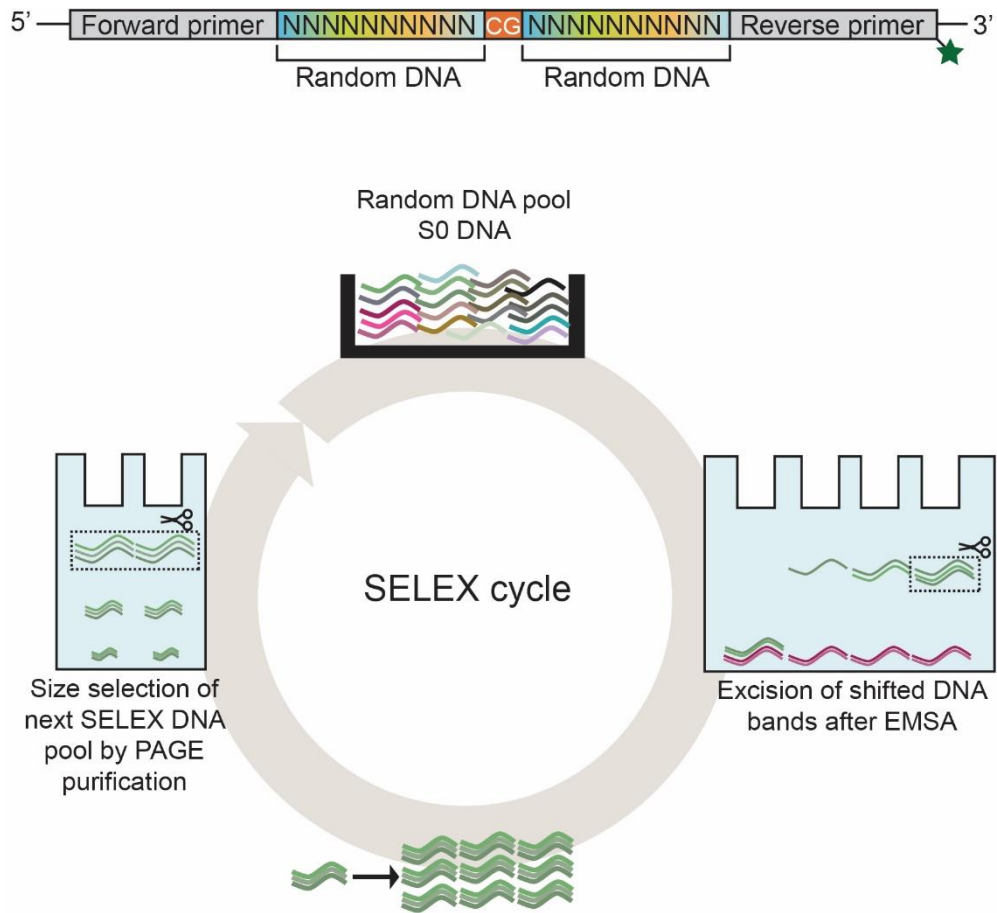 5’ Forward primer NNNNNNNNNN CG NNNNNNNNNN Reverse primer 3’
Random DNA Random DNA
Random DNA pool
S0 DNA
SELEX cycle
Excision of shifted DNA
bands after EMSA
Size selection of
next SELEX DNA
pool by PAGE
purification